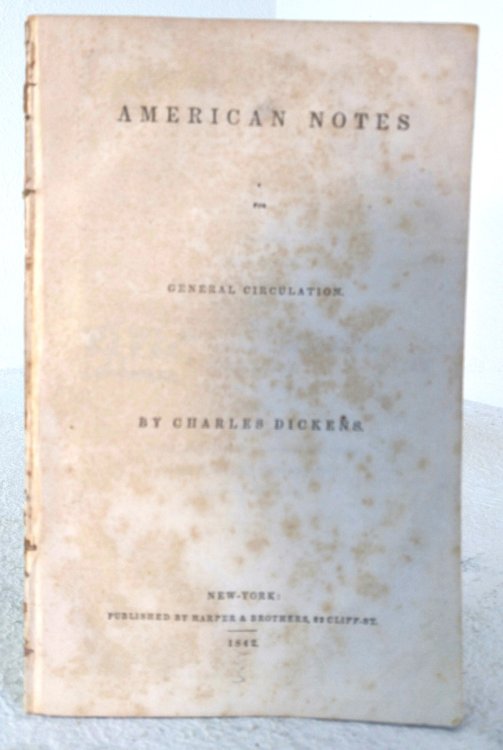 AMERICAN NOTES
FOR
GENERAL CIRCULATION.
BY CHARLES DICKENS.
NEW-YORK:
PUBLISHED BY HARPER & BROTHERS, 82 CLIFF-ST.
1842.